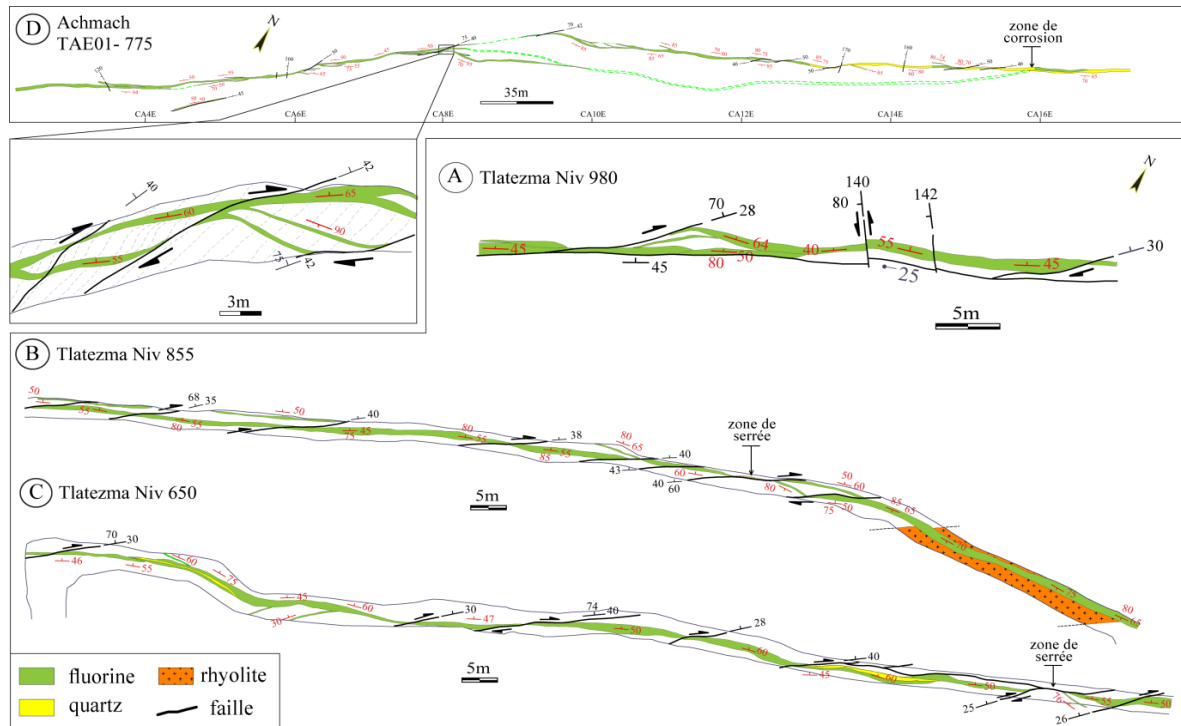 D Achmach
TAE01- 775
N
zone de
corrosion
35m
CA4E CA6E CA8E CA10E CA12E CA14E CA16E
40 42 65 60 90 55 75 42
3m
A Tlatezma Niv 980
N
140 142
80
70 28
45 64 40 55 30
45 80 50 25 45
5m
B Tlatezma Niv 855
50 68 35 50 40 80 38 80 65 40
zone de
serrée
55 80 55 75 45 55 85 55 43 60 40 60 80 75 50
50 60 85 65 70 75 80 65
5m
C Tlatezma Niv 650
70 30 46 55 60 75 45 60 30 30 47 74 40 50 28 60 40 45 60 50
zone de
serrée
25 76 55 26 50
5m
fluorine
rhyolite
quartz
faille